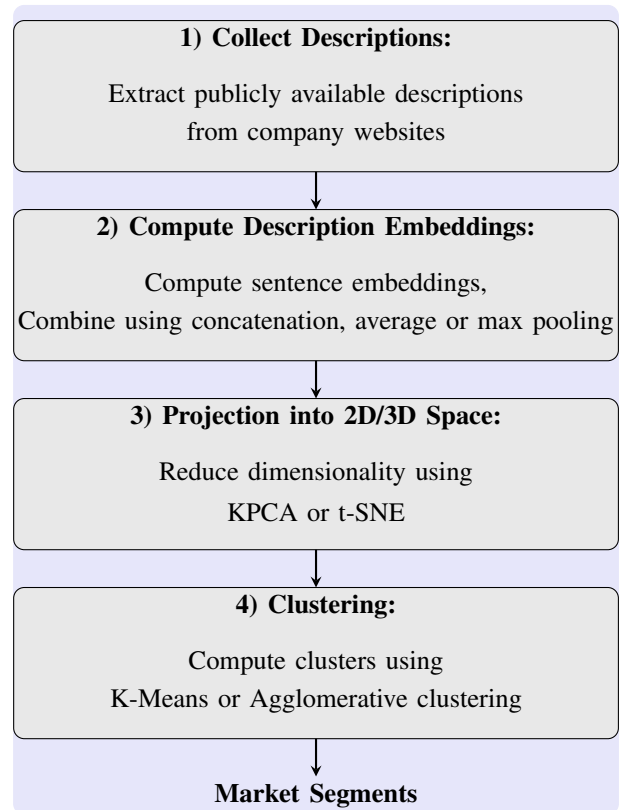 1) Collect Descriptions:
Extract publicly available descriptions
from company websites
2) Compute Description Embeddings:
Compute sentence embeddings,
Combine using concatenation, average or max pooling
3) Projection into 2D/3D Space:
Reduce dimensionality using
KPCA or t-SNE
4) Clustering:
Compute clusters using
K-Means or Agglomerative clustering
Market Segments